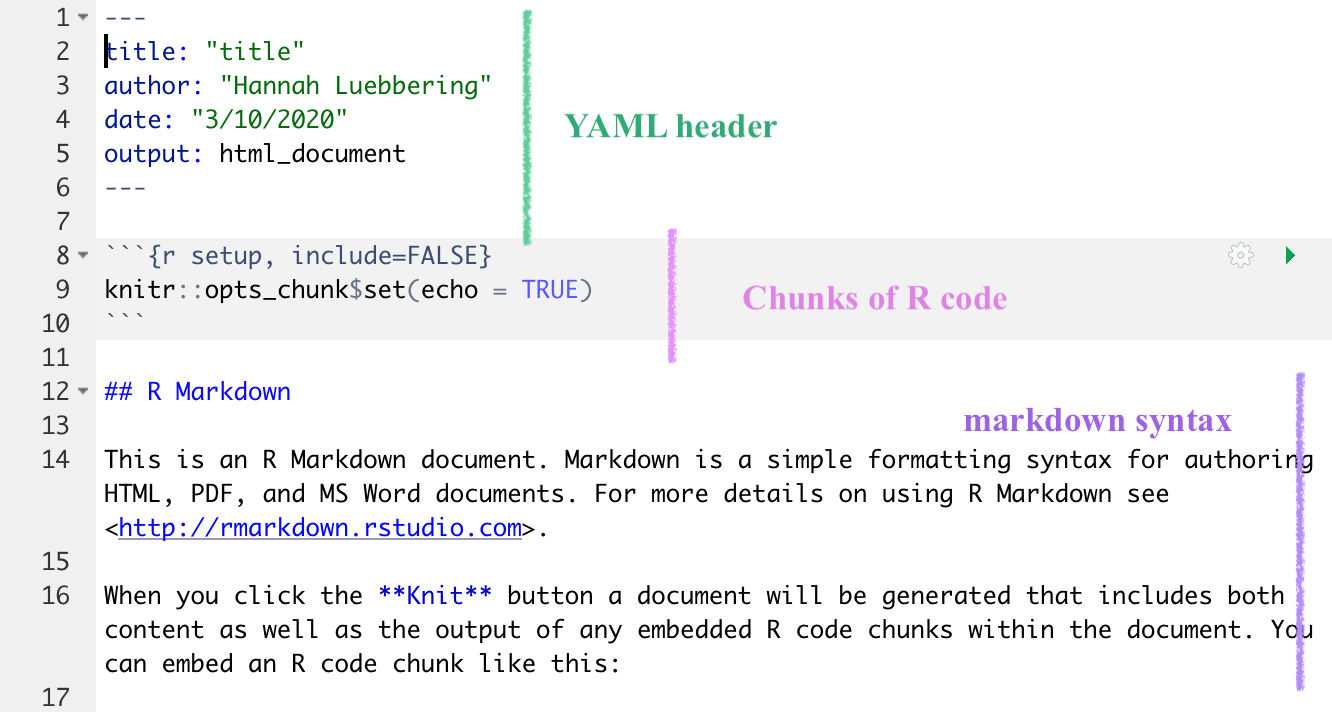 1 ---
2 title: "title"
3 author: "Hannah Luebbering"
4 date: "3/10/2020"
YAML header
5 output: html_document
6 ---
7
8 ```{r setup, include=FALSE}
9 knitr::opts_chunk$set(echo = TRUE)
Chunks of R code
10 ```
11
12 ## R Markdown
13
markdown syntax
14 This is an R Markdown document. Markdown is a simple formatting syntax for authoring
HTML, PDF, and MS Word documents. For more details on using R Markdown see
<http://rmarkdown.rstudio.com>.
15
16 When you click the **Knit** button a document will be generated that includes both
content as well as the output of any embedded R code chunks within the document. You
can embed an R code chunk like this:
17